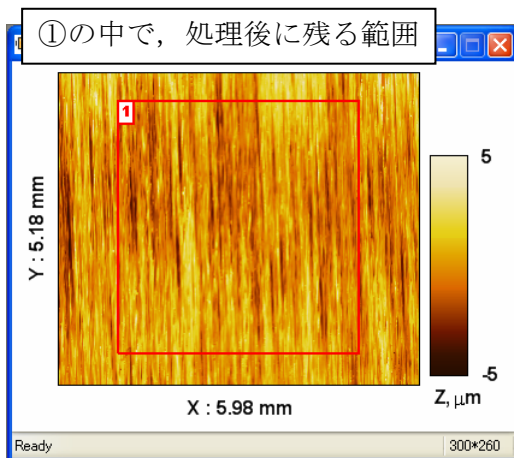 ①の中で，処理後に残る範囲
1
Y : 5.18 mm
5
-5
Z, μm
X : 5.98 mm
Ready
300*260